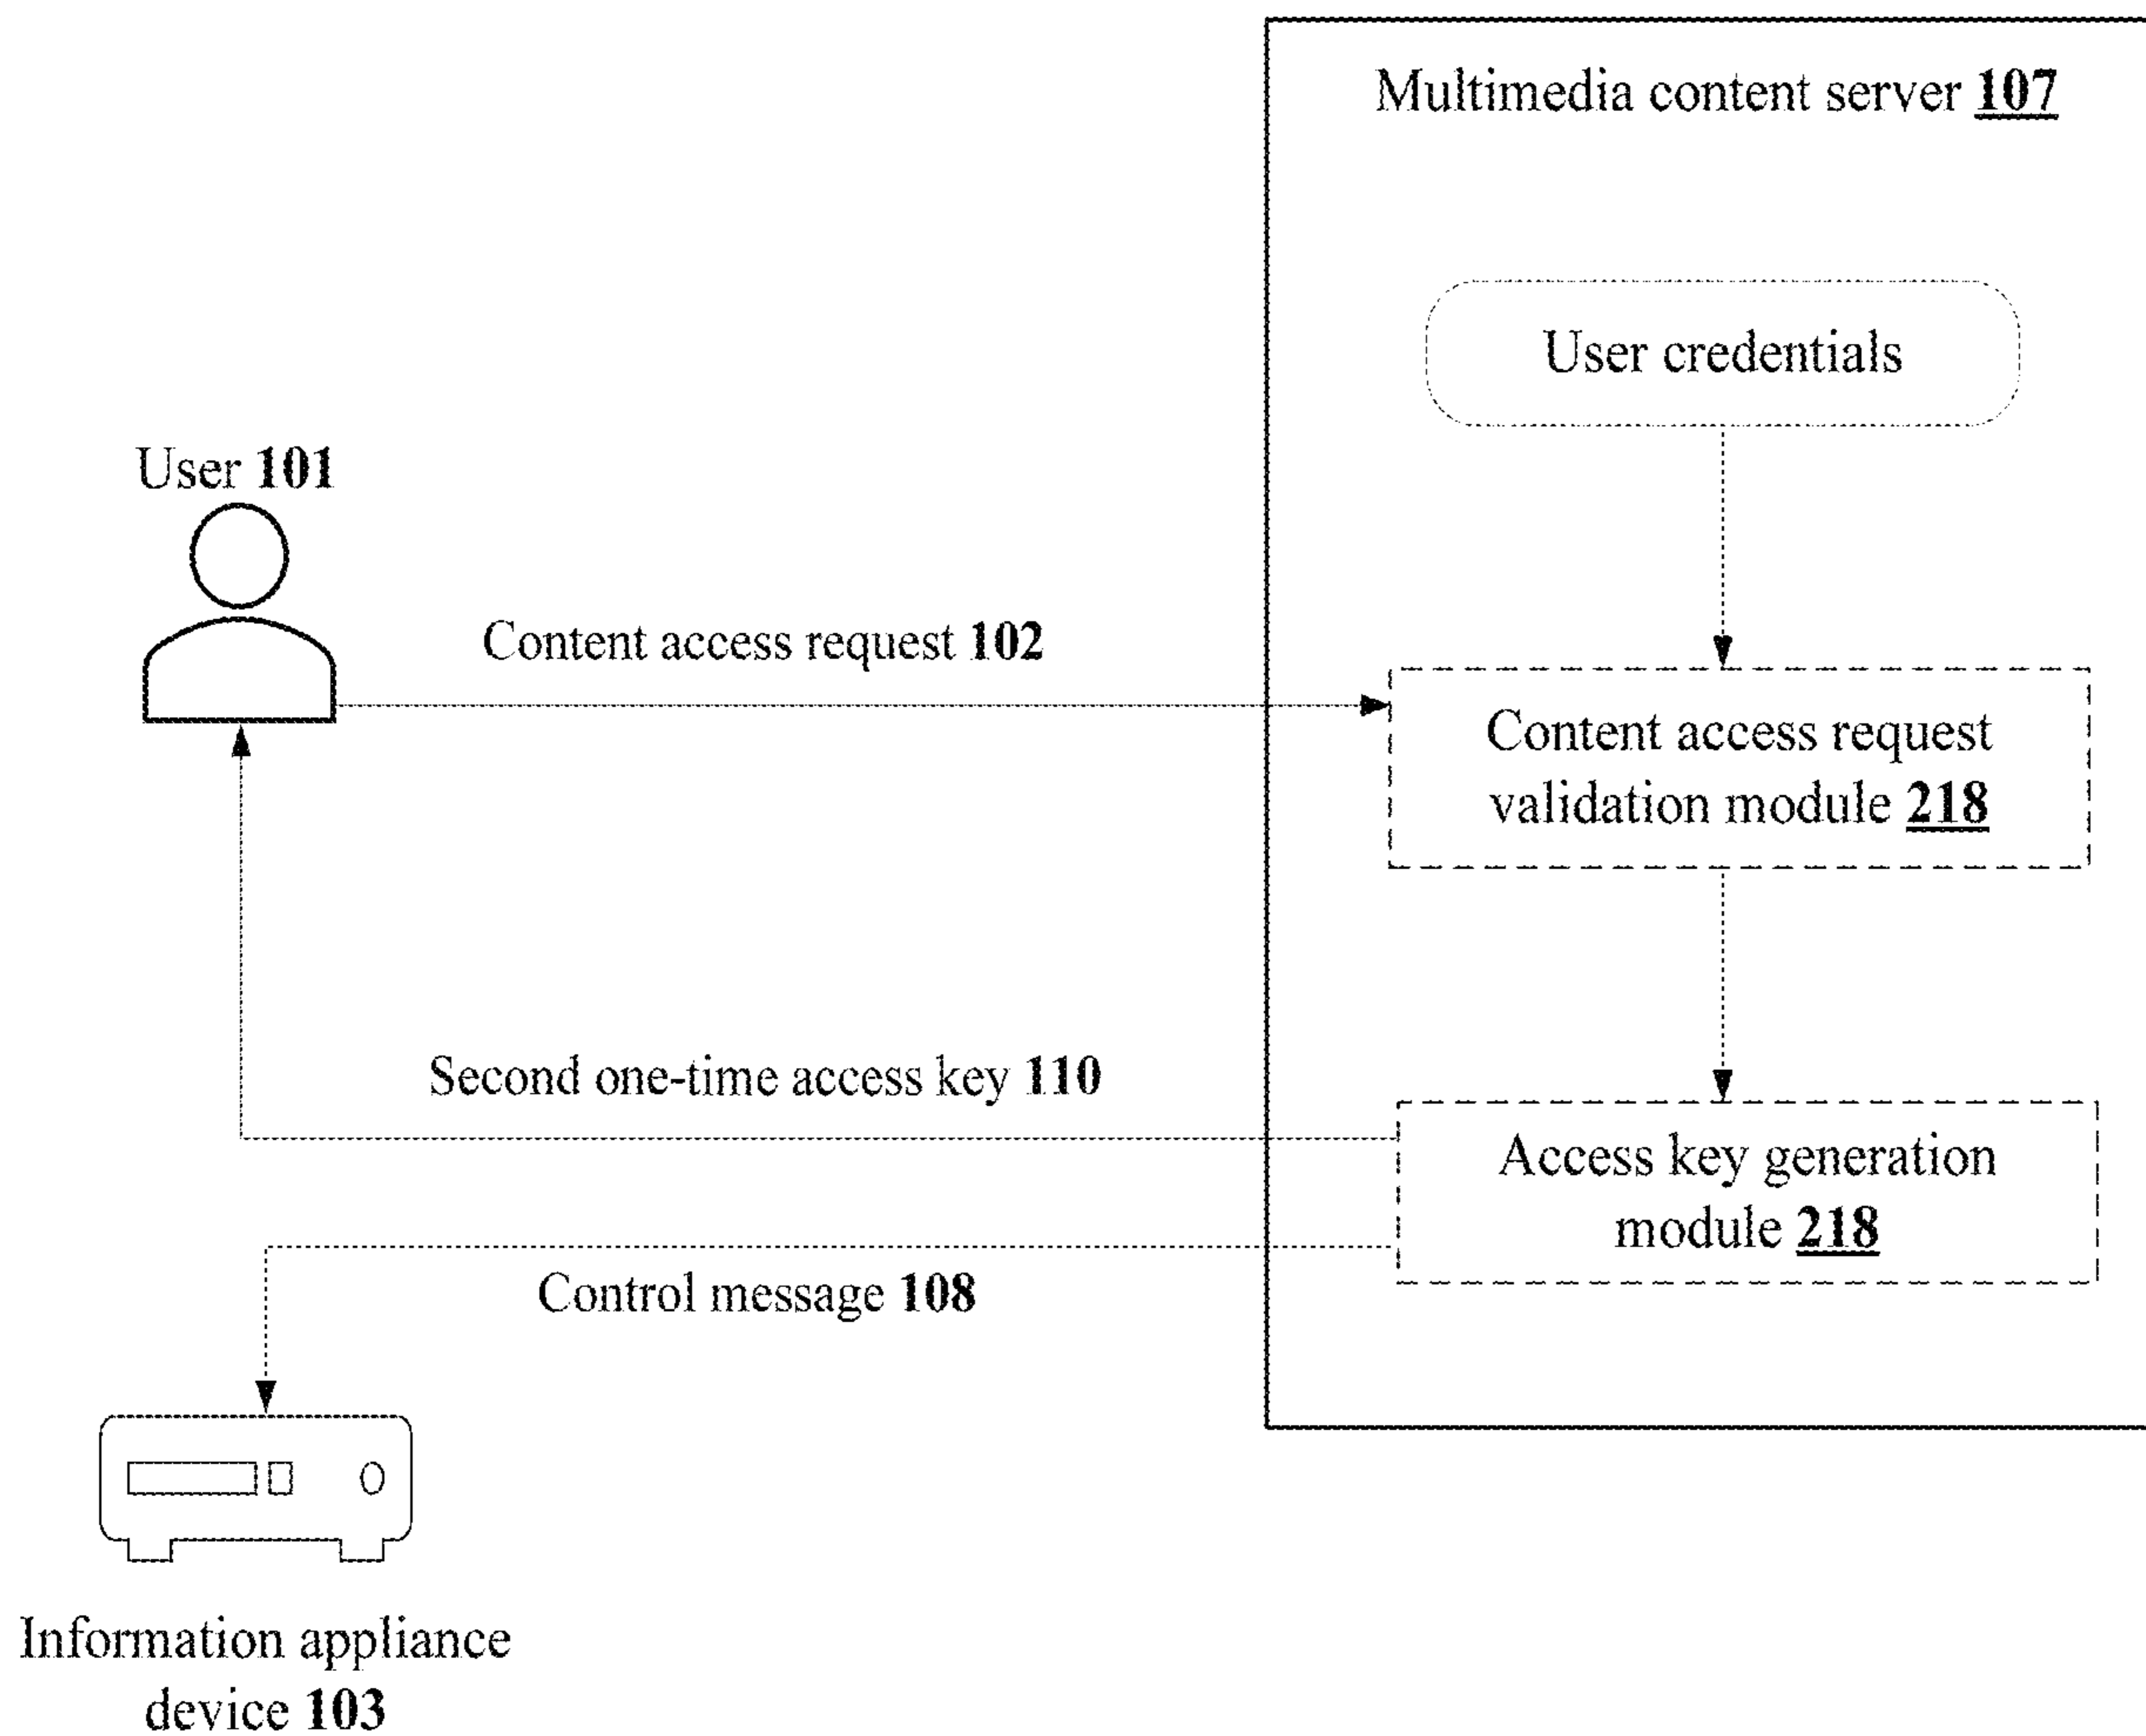 Multimedia content server 107
User credentials
User 101
Content access request 102
Content access request
validation module 218
Second one-time access key 110
Access key generation
module 218
Control message 108
Information appliance
device 103